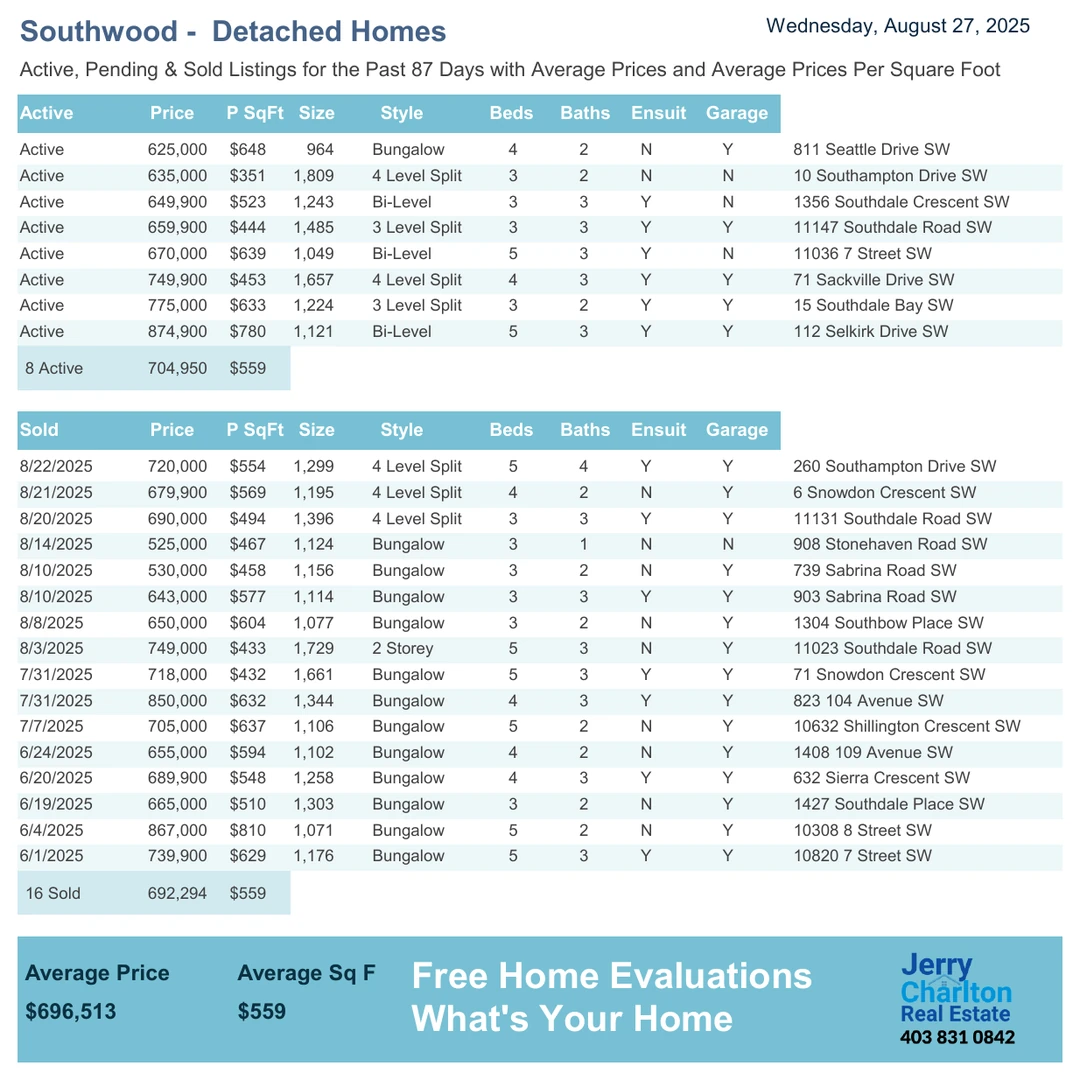 Southwood -  Detached Homes
Wednesday, August 27, 2025
Active, Pending & Sold Listings for the Past 87 Days with Average Prices and Average Prices Per Square Foot
Active Price P SqFt Size Style Beds Baths Ensuit Garage
Active 625,000 $648 964 Bungalow 4 2 N Y 811 Seattle Drive SW
Active 635,000 $351 1,809 4 Level Split 3 2 N N 10 Southampton Drive SW
Active 649,900 $523 1,243 Bi-Level 3 3 Y N 1356 Southdale Crescent SW
Active 659,900 $444 1,485 3 Level Split 3 3 Y Y 11147 Southdale Road SW
Active 670,000 $639 1,049 Bi-Level 5 3 Y N 11036 7 Street SW
Active 749,900 $453 1,657 4 Level Split 4 3 Y Y 71 Sackville Drive SW
Active 775,000 $633 1,224 3 Level Split 3 2 Y Y 15 Southdale Bay SW
Active 874,900 $780 1,121 Bi-Level 5 3 Y Y 112 Selkirk Drive SW
8 Active 704,950 $559
Sold Price P SqFt Size Style Beds Baths Ensuit Garage
8/22/2025 720,000 $554 1,299 4 Level Split 5 4 Y Y 260 Southampton Drive SW
8/21/2025 679,900 $569 1,195 4 Level Split 4 2 N Y 6 Snowdon Crescent SW
8/20/2025 690,000 $494 1,396 4 Level Split 3 3 Y Y 11131 Southdale Road SW
8/14/2025 525,000 $467 1,124 Bungalow 3 1 N N 908 Stonehaven Road SW
8/10/2025 530,000 $458 1,156 Bungalow 3 2 N Y 739 Sabrina Road SW
8/10/2025 643,000 $577 1,114 Bungalow 3 3 Y Y 903 Sabrina Road SW
8/8/2025 650,000 $604 1,077 Bungalow 3 2 N Y 1304 Southbow Place SW
8/3/2025 749,000 $433 1,729 2 Storey 5 3 N Y 11023 Southdale Road SW
7/31/2025 718,000 $432 1,661 Bungalow 5 3 Y Y 71 Snowdon Crescent SW
7/31/2025 850,000 $632 1,344 Bungalow 4 3 Y Y 823 104 Avenue SW
7/7/2025 705,000 $637 1,106 Bungalow 5 2 N Y 10632 Shillington Crescent SW
6/24/2025 655,000 $594 1,102 Bungalow 4 2 N Y 1408 109 Avenue SW
6/20/2025 689,900 $548 1,258 Bungalow 4 3 Y Y 632 Sierra Crescent SW
6/19/2025 665,000 $510 1,303 Bungalow 3 2 N Y 1427 Southdale Place SW
6/4/2025 867,000 $810 1,071 Bungalow 5 2 N Y 10308 8 Street SW
6/1/2025 739,900 $629 1,176 Bungalow 5 3 Y Y 10820 7 Street SW
16 Sold 692,294 $559
Average Price Average Sq F
$696,513 $559
Free Home Evaluations
What's Your Home
Jerry
Charlton
Real Estate
403 831 0842